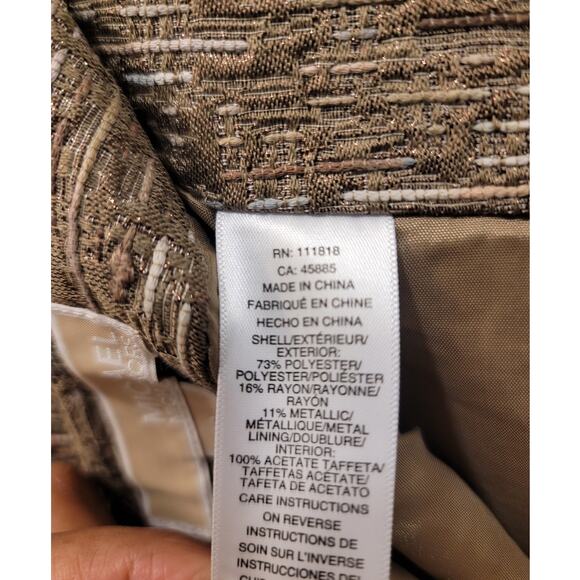 RN: 111818
CA: 45885
MADE IN CHINA
FABRIQUÉ EN CHINE
HECHO EN CHINA
SHELL/EXTÉRIEUR/
EXTERIOR:
73% POLYESTER/
POLYESTER/POLIÉSTER
16% RAYON/RAYONNE/
RAYÓN
11% METALLIC/
MÉTALLIQUE/METAL
LINING/DOUBLURE/
INTERIOR:
100% ACETATE TAFFETA/
TAFFETAS ACÉTATE/
TAFETA DE ACETATO
CARE INSTRUCTIONS
ON REVERSE
INSTRUCTIONS DE
SOIN SUR L'INVERSE
INSTRUCCIONES DEL